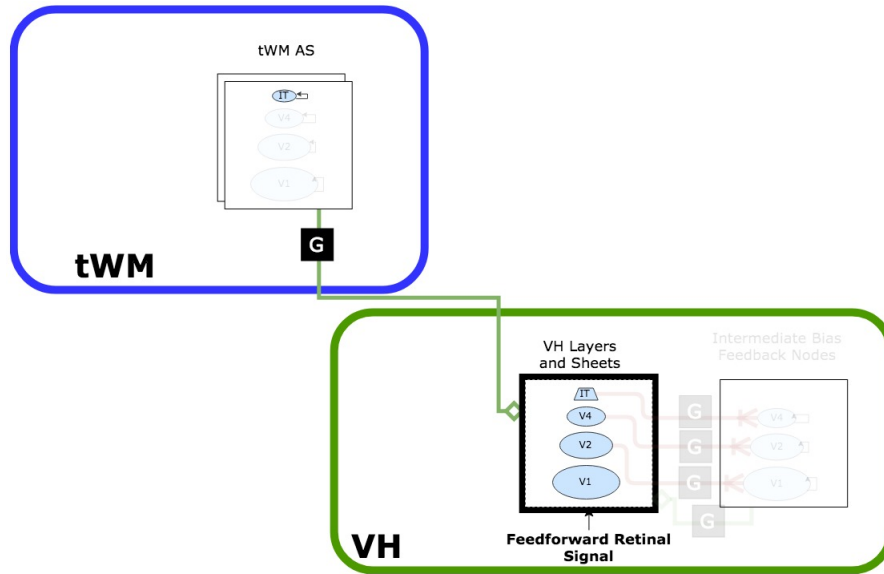 tWM AS
IT
V4
V2
V1
G
tWM
VH Layers
and Sheets
Intermediate Bias
Feedback Nodes
IT
V4
V2
V1
G
G
G
G
V4
V2
V1
Feedforward Retinal
Signal
VH